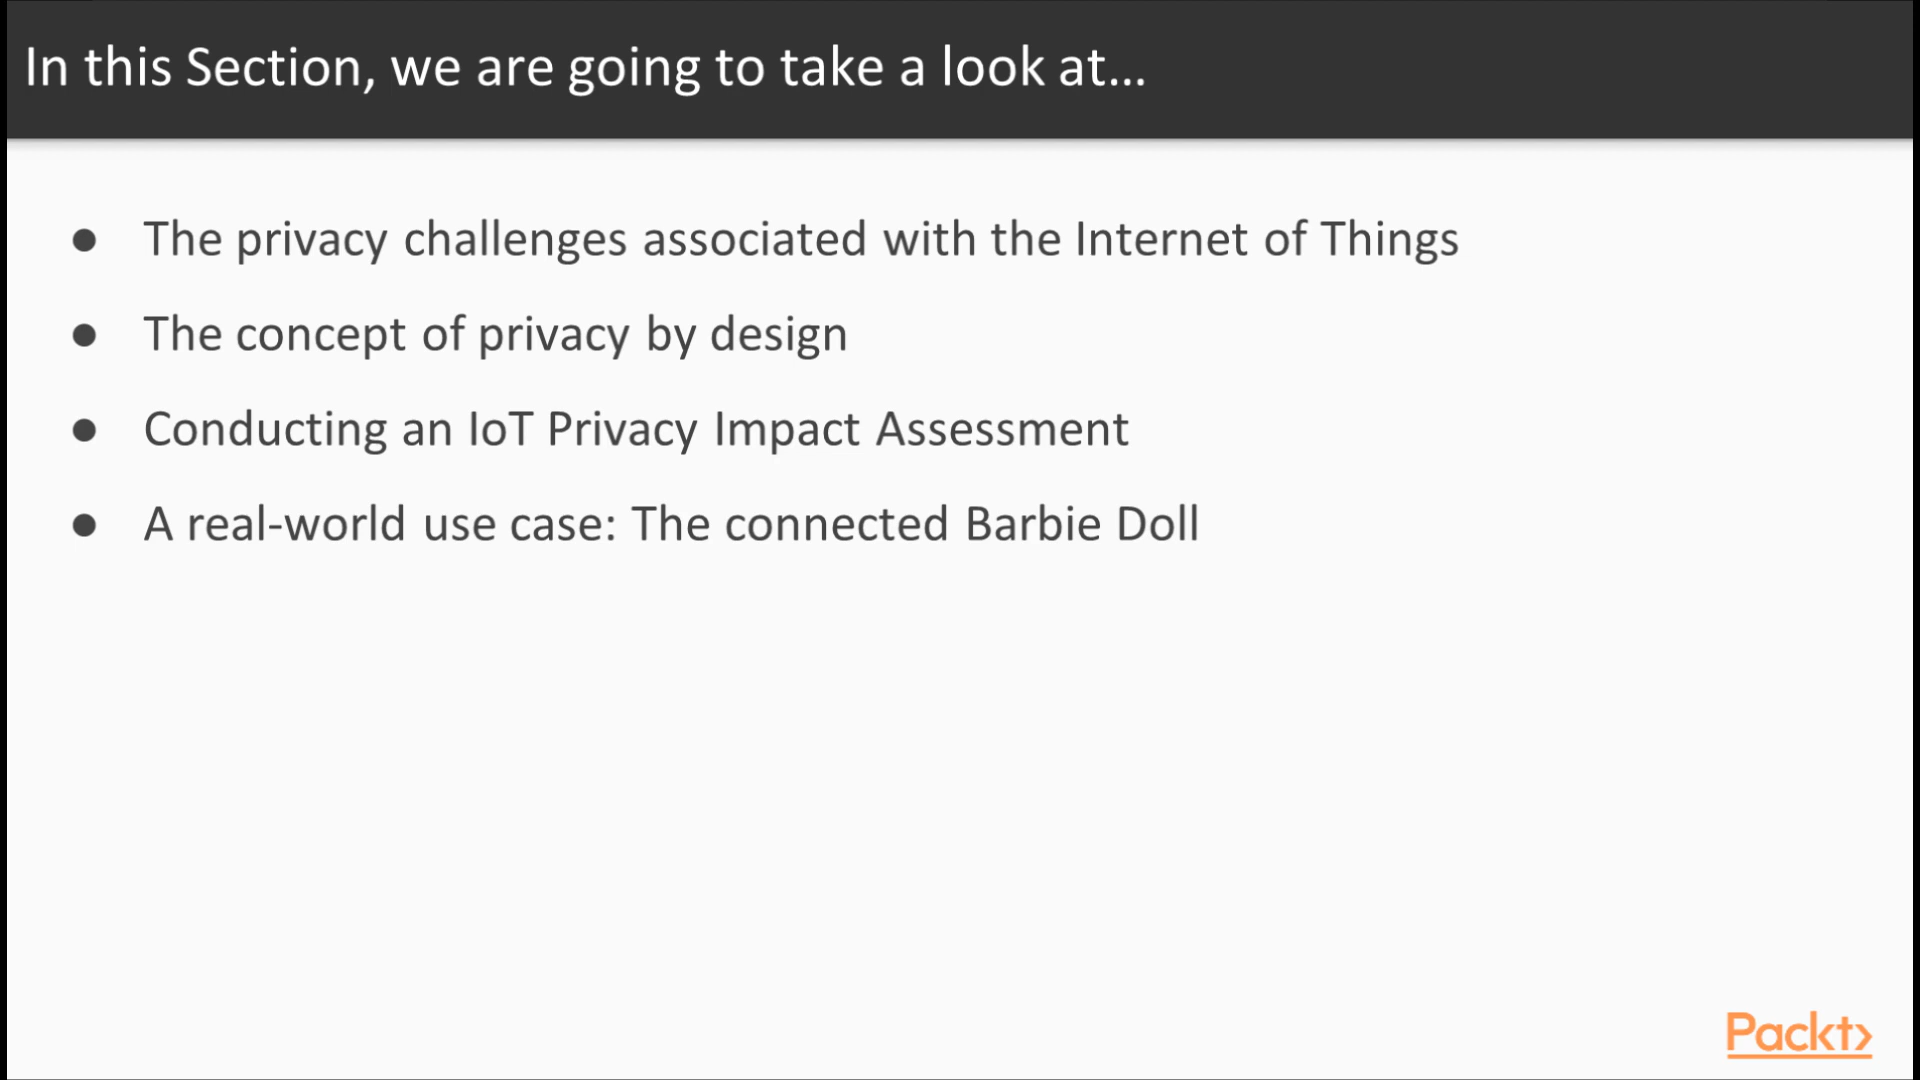 In this Section, we are going to take a look at...
● The privacy challenges associated with the Internet of Things
● The concept of privacy by design
● Conducting an IoT Privacy Impact Assessment
● A real-world use case: The connected Barbie Doll
Packt>